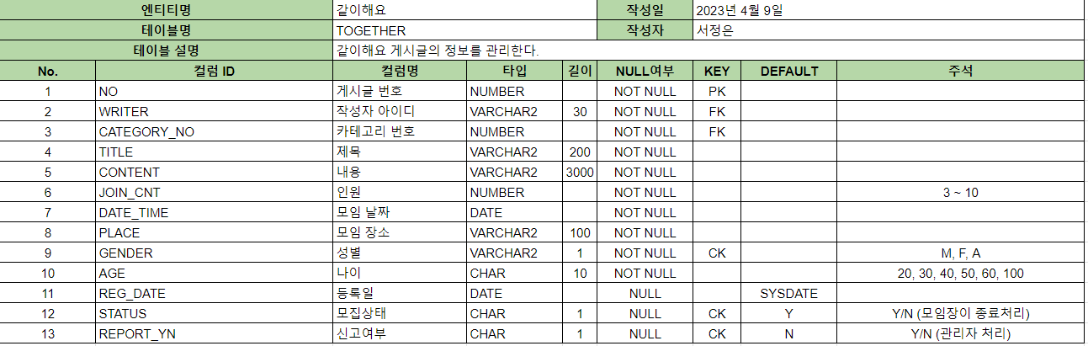 엔티티명 같이해요 작성일 2023년 4월 9일
테이블명 TOGETHER 작성자 서정은
테이블 설명 같이해요 게시글의 정보를 관리한다.
No. 컬럼 ID 컬럼명 타입 길이 NULL여부 KEY DEFAULT 주석
1 NO 게시글 번호 NUMBER NOT NULL PK
2 WRITER 작성자 아이디 VARCHAR2 30 NOT NULL FK
3 CATEGORY_NO 카테고리 번호 NUMBER NOT NULL FK
4 TITLE 제목 VARCHAR2 200 NOT NULL
5 CONTENT 내용 VARCHAR2 3000 NOT NULL
6 JOIN_CNT 인원 NUMBER NOT NULL 3 ~ 10
7 DATE_TIME 모임 날짜 DATE NOT NULL
8 PLACE 모임 장소 VARCHAR2 100 NOT NULL
9 GENDER 성별 VARCHAR2 1 NOT NULL CK M, F, A
10 AGE 나이 CHAR 10 NOT NULL 20, 30, 40, 50, 60, 100
11 REG_DATE 등록일 DATE NULL SYSDATE
12 STATUS 모집상태 CHAR 1 NULL CK Y Y/N (모임장이 종료처리)
13 REPORT_YN 신고여부 CHAR 1 NULL CK N Y/N (관리자 처리)